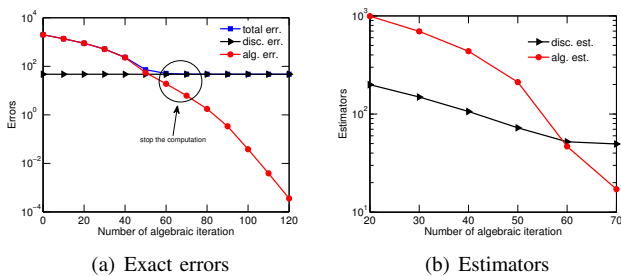 10^4
10^2
10^0
10^-2
10^-4
Errors
total err.
disc. err.
alg. err.
stop the computation
0 20 40 60 80 100 120
Number of algebraic iteration
(a) Exact errors
10^3
10^2
10^1
Estimators
disc. est.
alg. est.
20 30 40 50 60 70
Number of algebraic iteration
(b) Estimators